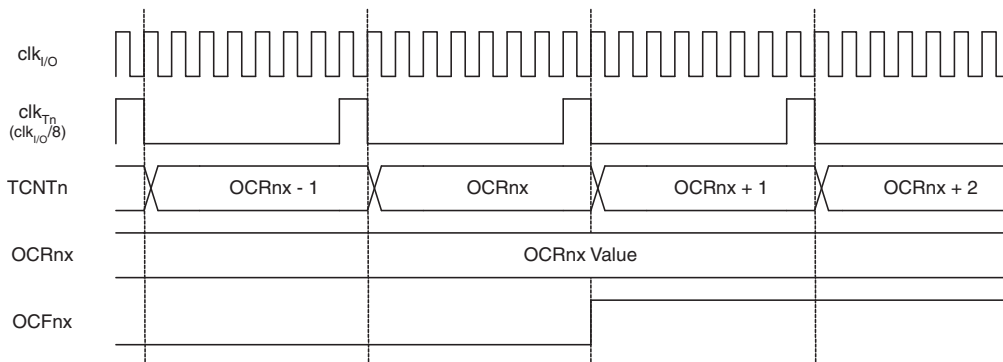 clkI/O
clkTn
(clkI/O/8)
TCNTn OCRnx - 1 OCRnx OCRnx + 1 OCRnx + 2
OCRnx OCRnx Value
OCFnx